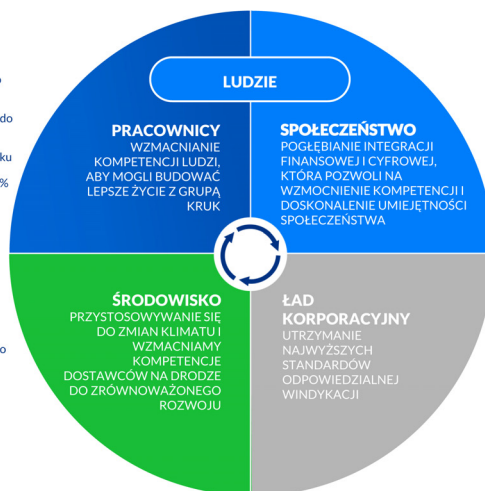 LUDZIE
PRACOWNICY
WZMACNIANIE
KOMPETENCJI LUDZI,
ABY MOGLI BUDOWAĆ
LEPSZE ŻYCIE Z GRUPĄ
KRUK
SPOŁECZEŃSTWO
POGŁĘBIANIE INTEGRACJI
FINANSOWEJ I CYFROWEJ,
KTÓRA POZWOLI NA
WZMOCNIENIE KOMPETENCJI I
DOSKONALENIE UMIEJĘTNOŚCI
SPOŁECZEŃSTWA
ŚRODOWISKO
PRZYSTOSOWYWANIE SIĘ
DO ZMIAN KLIMATU I
WZMACNIAMY
KOMPETENCJE
DOSTAWCÓW NA DRODZE
DO ZRÓWNOWAŻONEGO
ROZWOJU
ŁAD
KORPORACYJNY
UTRZYMANIE
NAJWYŻSZYCH
STANDARDÓW
ODPOWIEDZIALNEJ
WINDYKACJI
do
%